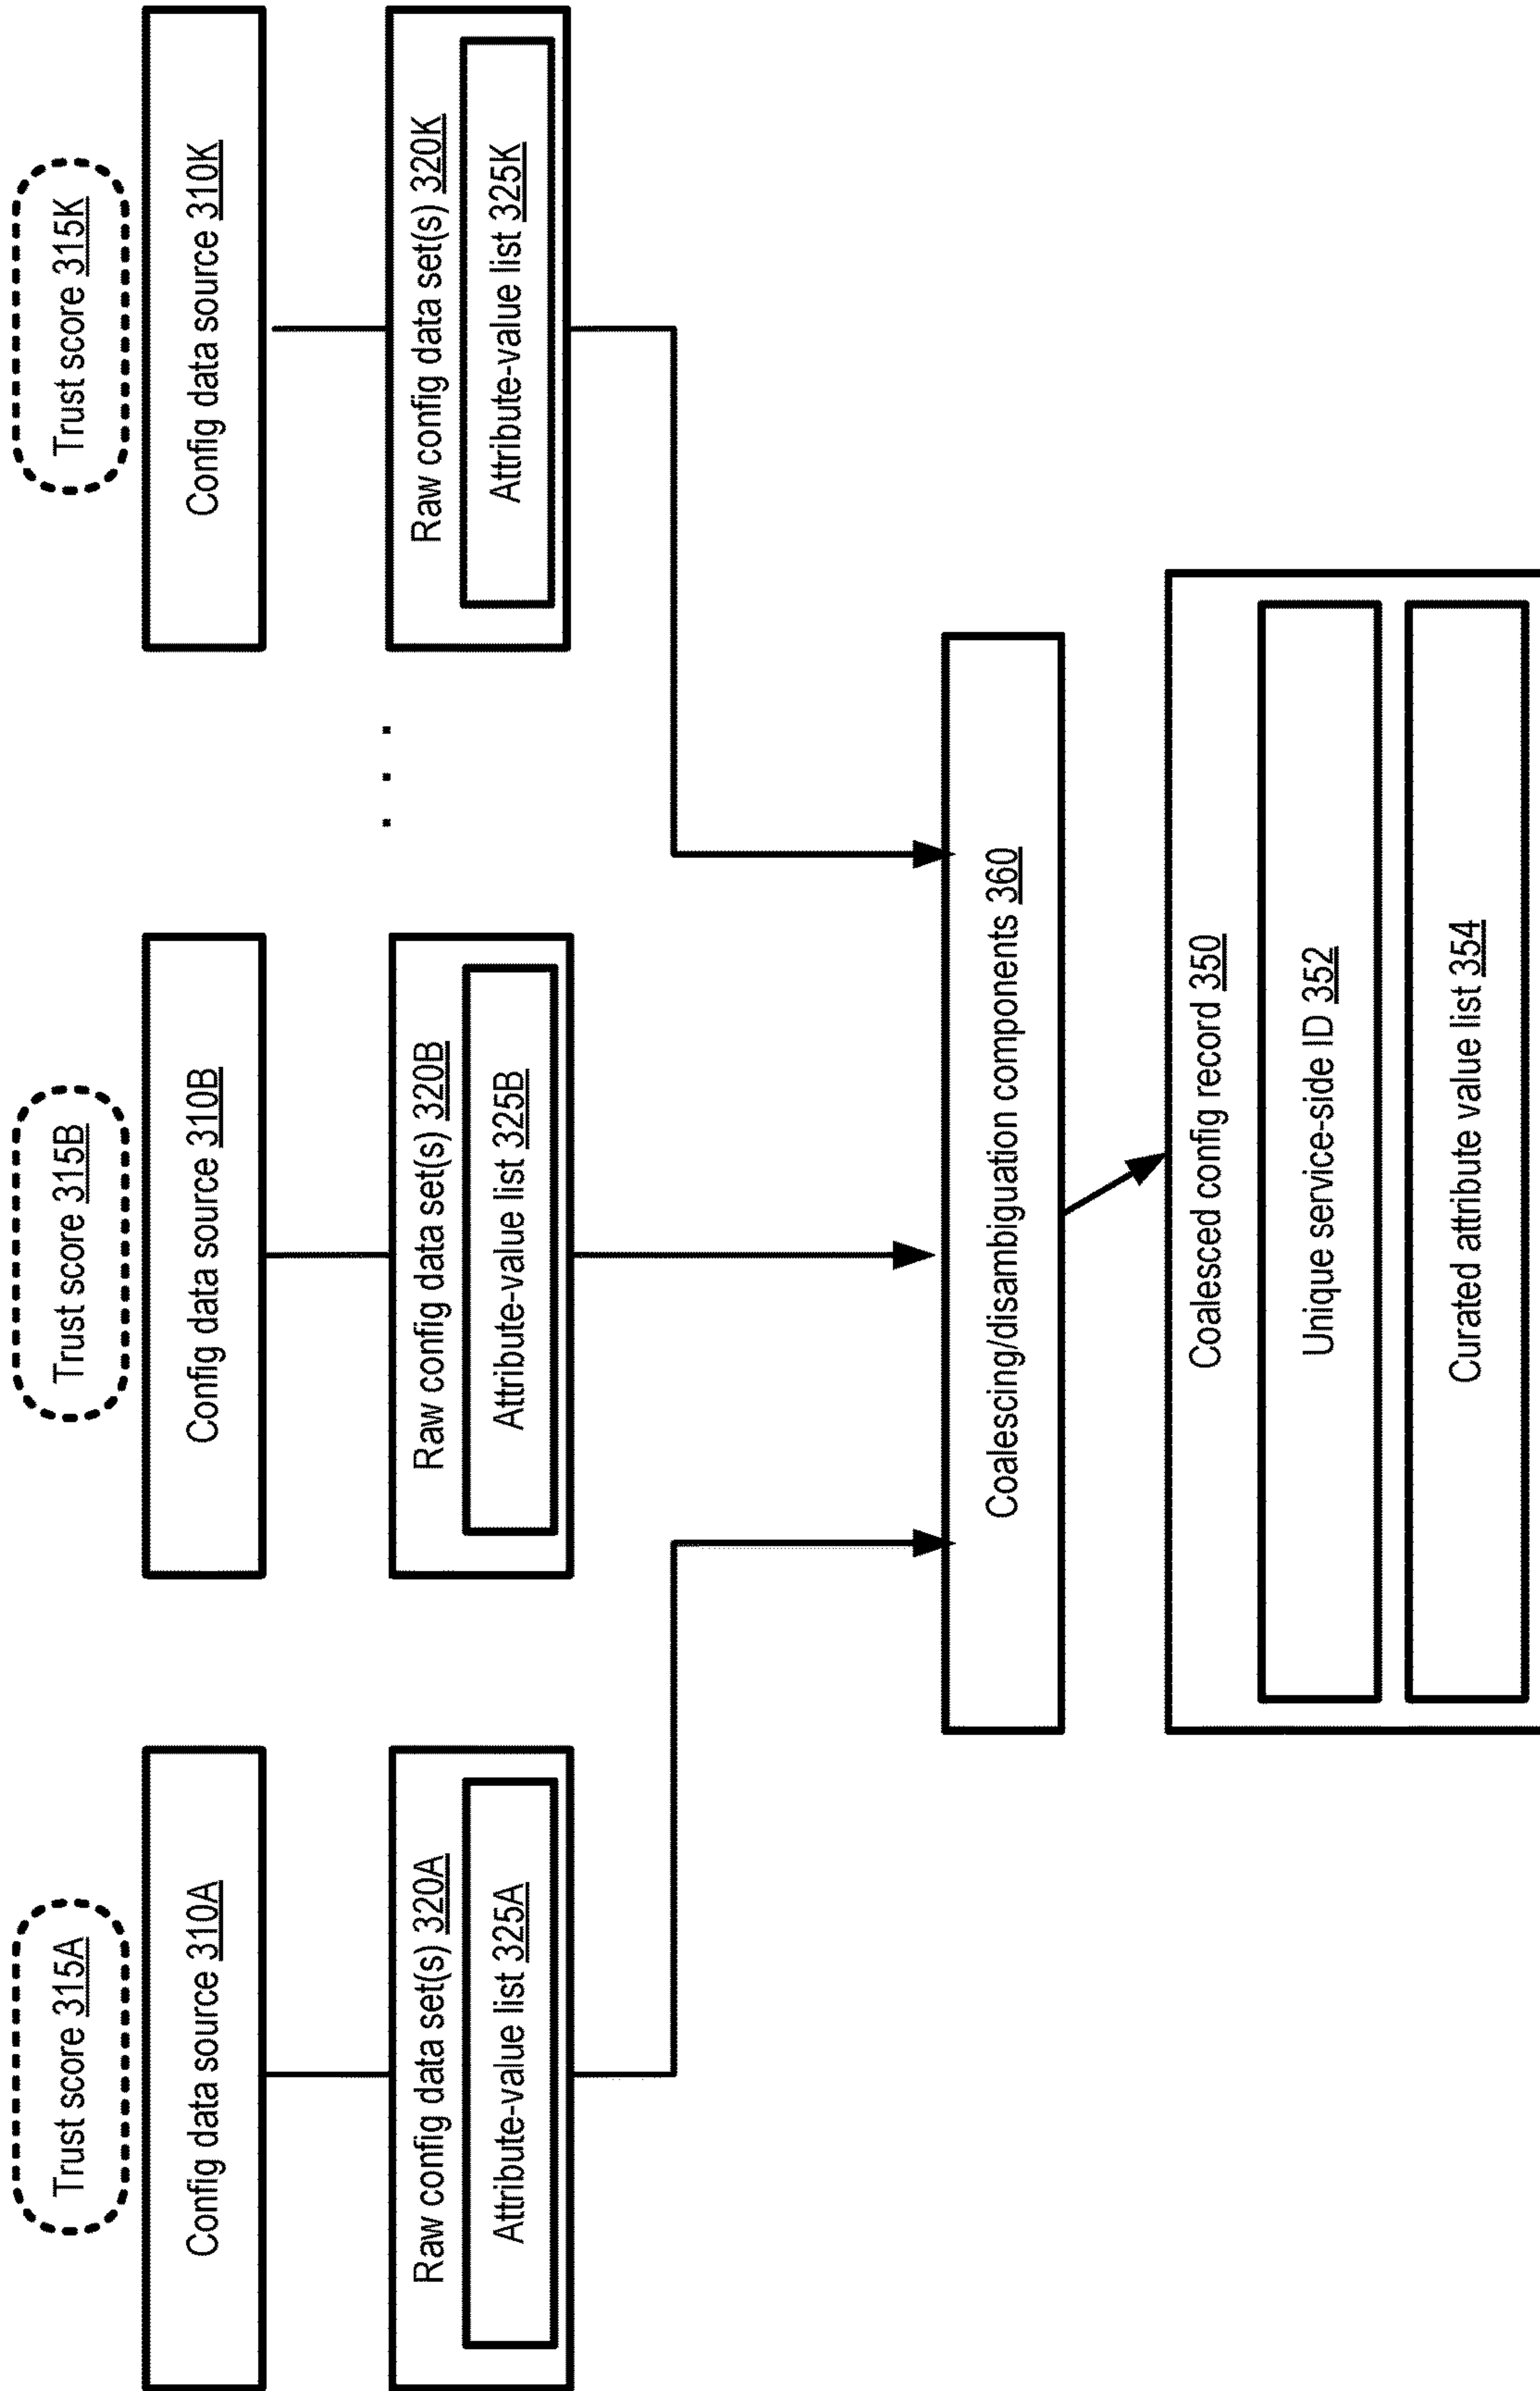 Trust score 315A
Trust score 315B
Trust score 315K
Config data source 310A
Config data source 310B
Config data source 310K
Raw config data set(s) 320A
Attribute-value list 325A
Raw config data set(s) 320B
Attribute-value list 325B
. . .
Raw config data set(s) 320K
Attribute-value list 325K
Coalescing/disambiguation components 360
Coalesced config record 350
Unique service-side ID 352
Curated attribute value list 354